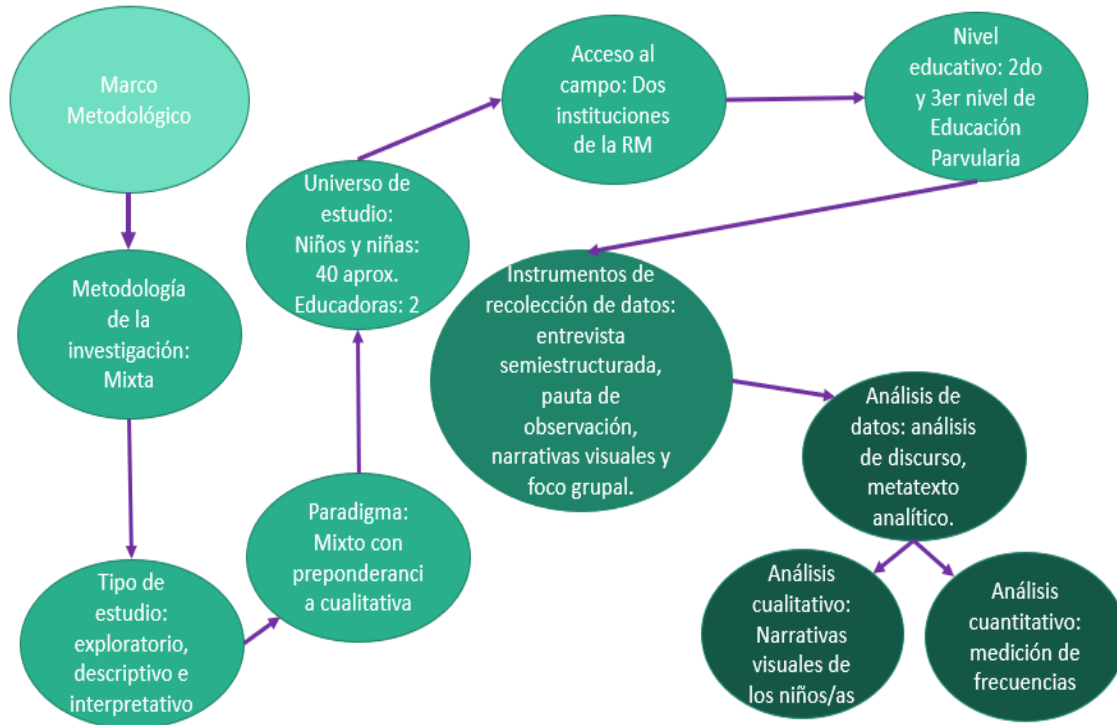 Marco
Metodológico
Metodología
de la
investigación:
Mixta
Tipo de
estudio:
exploratorio,
descriptivo e
interpretativo
Paradigma:
Mixto con
preponderanci
a cualitativa
Universo de
estudio:
Niños y niñas:
40 aprox.
Educadoras: 2
Acceso al
campo: Dos
instituciones
de la RM
Nivel
educativo: 2do
y 3er nivel de
Educación
Parvularia
Instrumentos de
recolección de datos:
entrevista
semiestructurada,
pauta de
observación,
narrativas visuales y
foco grupal.
Análisis de
datos: análisis
de discurso,
metatexto
analítico.
Análisis
cualitativo:
Narrativas
visuales de
los niños/as
Análisis
cuantitativo:
medición de
frecuencias